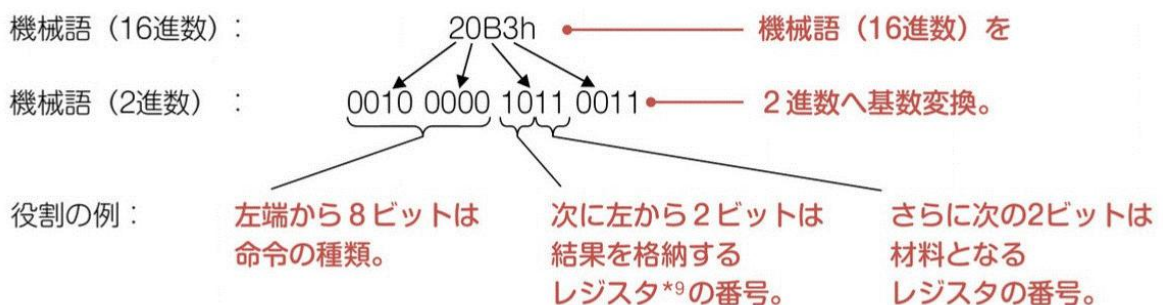 機械語（16進数）： 20B3h 機械語（16進数）を
機械語（2進数）： 0010 0000 1011 0011 2進数へ基数変換。
役割の例： 左端から8ビットは 次に左から2ビットは さらに次の2ビットは
命令の種類。 結果を格納する 材料となる
レジスタ*9の番号。 レジスタの番号。